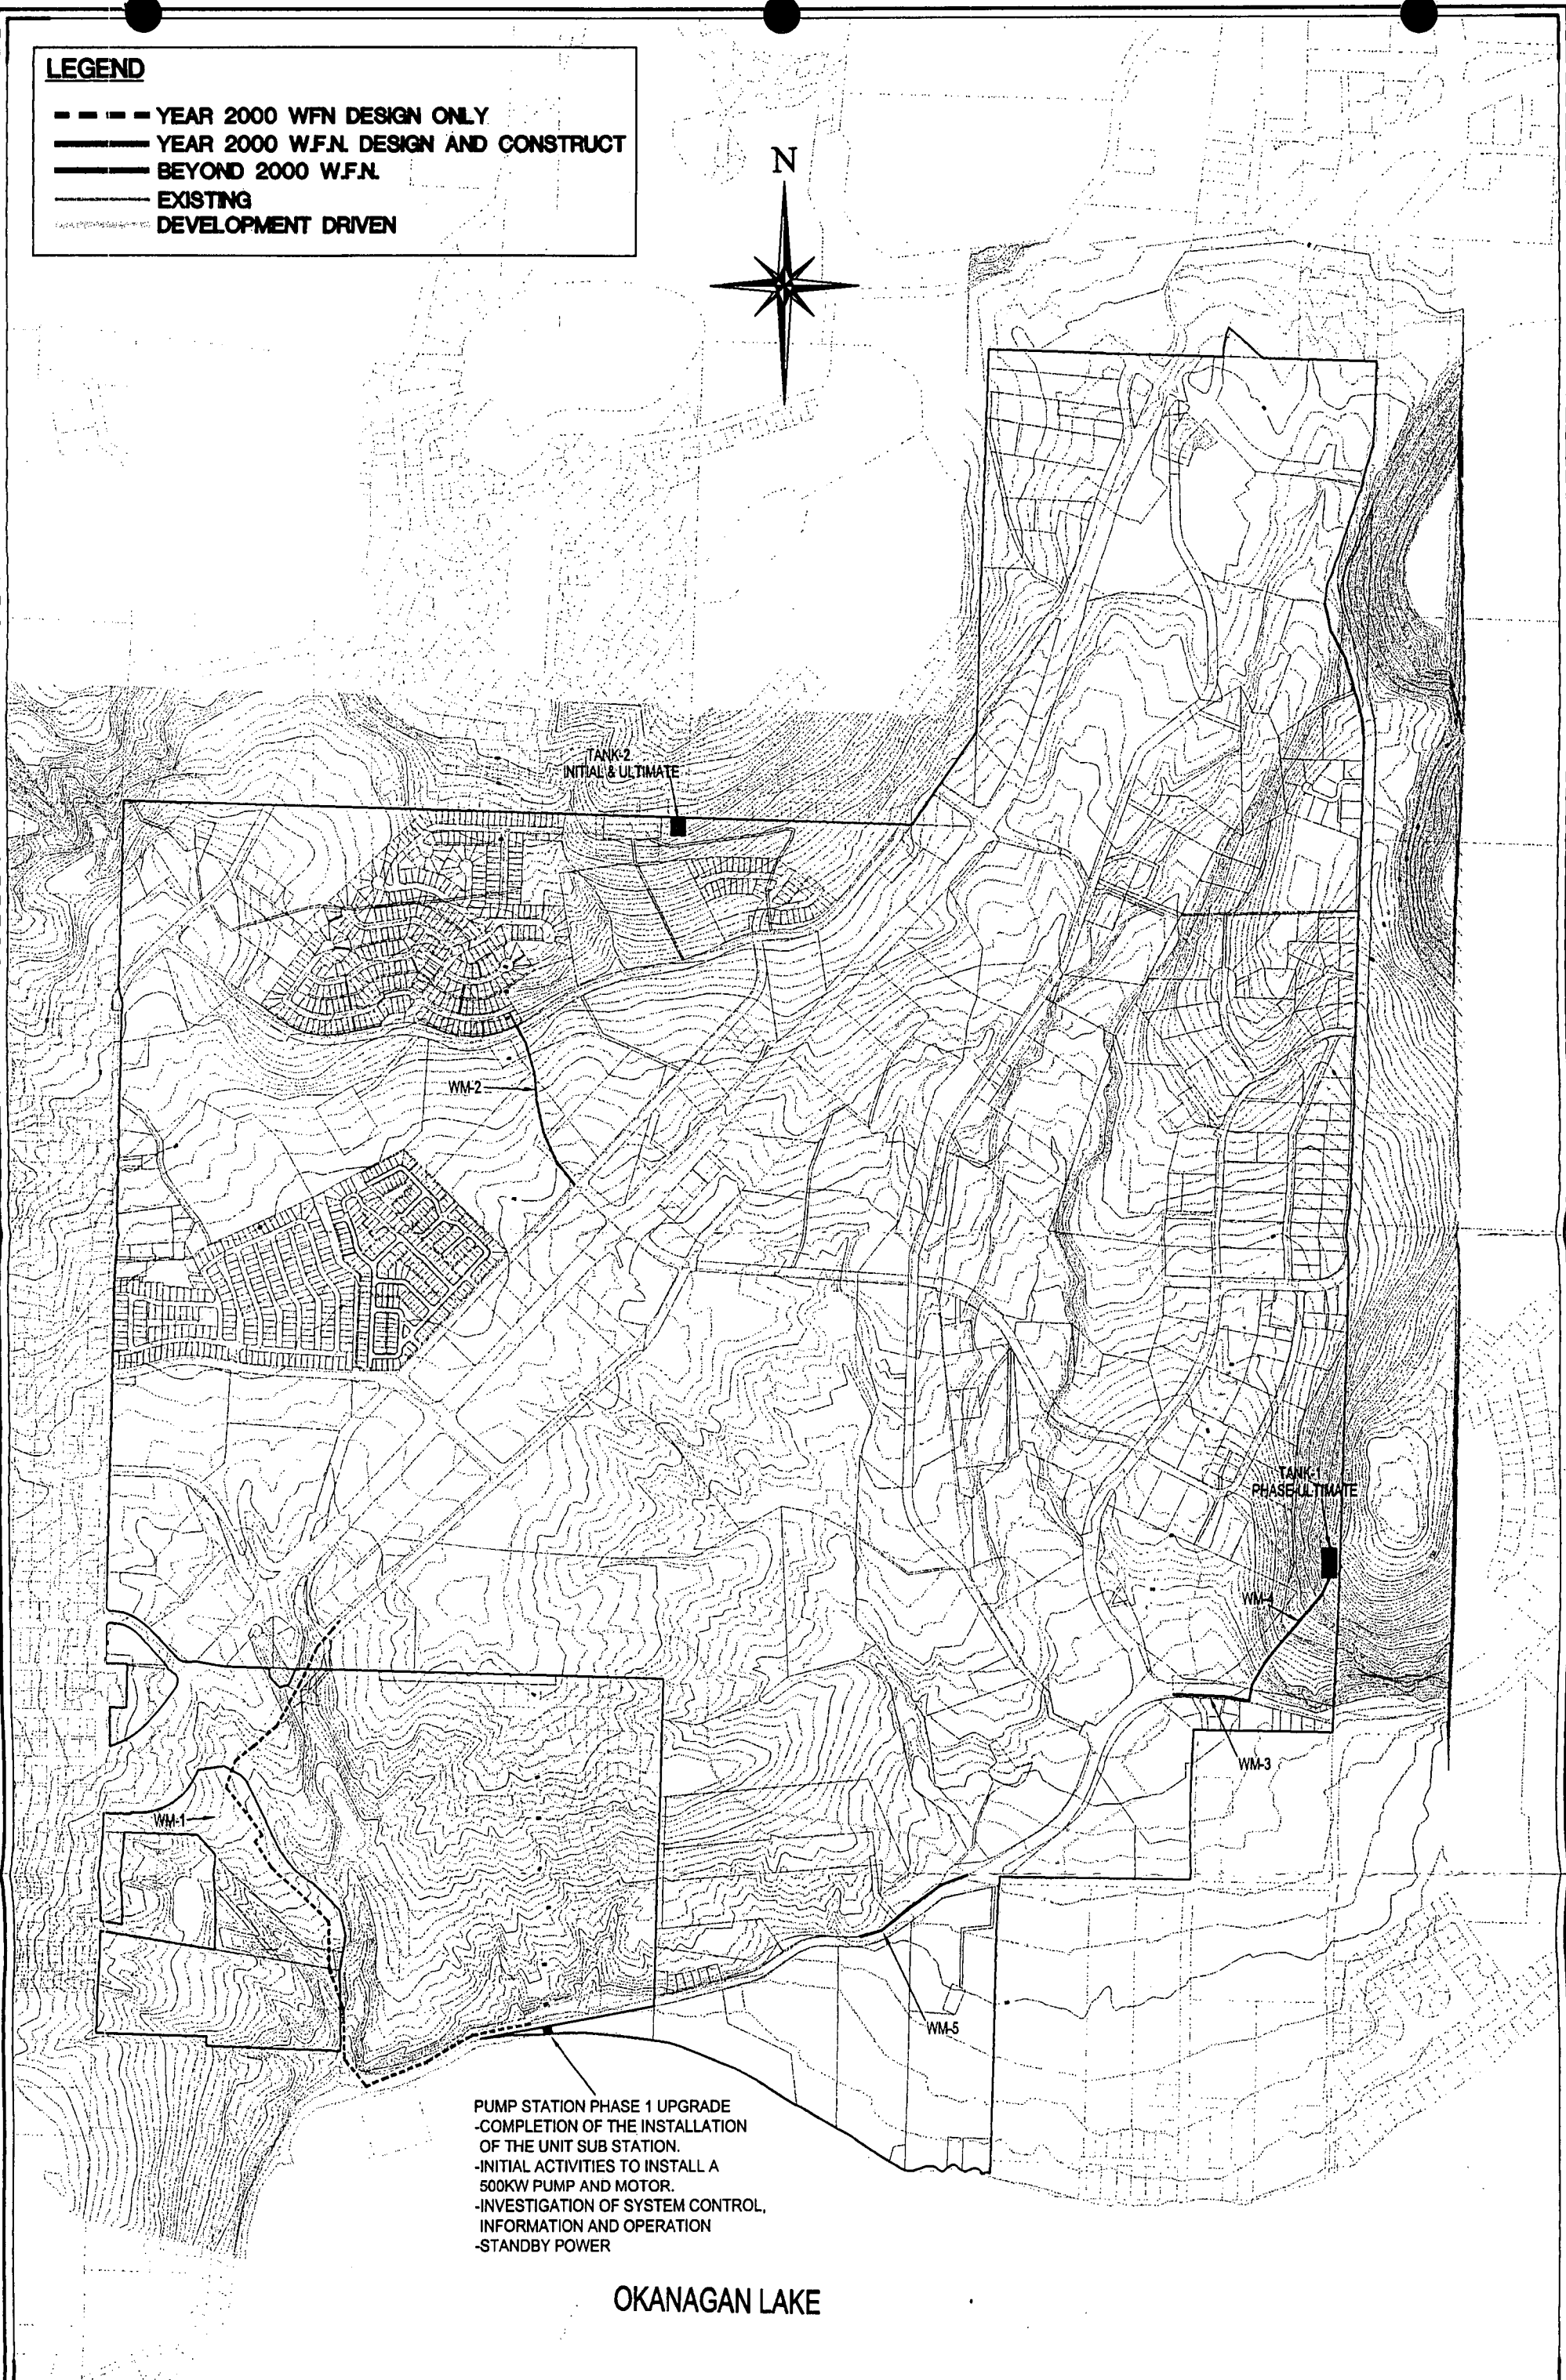 LEGEND
YEAR 2000 WFN DESIGN ONLY
YEAR 2000 W.F.N. DESIGN AND CONSTRUCT
BEYOND 2000 W.F.N.
EXISTING
DEVELOPMENT DRIVEN
N
TANK-2
INITIAL & ULTIMATE
WM-2
TANK-1
PHASE-ULTIMATE
WM-4
WM-3
WM-1
WM-5
PUMP STATION PHASE 1 UPGRADE
-COMPLETION OF THE INSTALLATION
OF THE UNIT SUB STATION.
-INITIAL ACTIVITIES TO INSTALL A
500KW PUMP AND MOTOR.
-INVESTIGATION OF SYSTEM CONTROL,
INFORMATION AND OPERATION
-STANDBY POWER
OKANAGAN LAKE